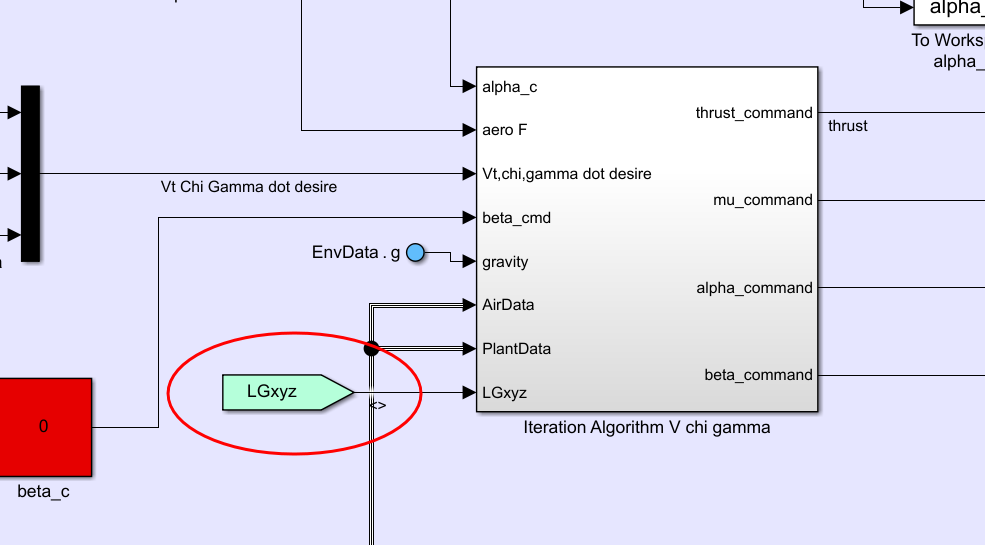 alpha_
To Works
alpha_
alpha_c
aero F
thrust_command
thrust
Vt,chi,gamma dot desire
Vt Chi Gamma dot desire
mu_command
beta_cmd
EnvData . g
gravity
alpha_command
AirData
PlantData
beta_command
LGxyz
LGxyz
<>
Iteration Algorithm V chi gamma
0
beta_c